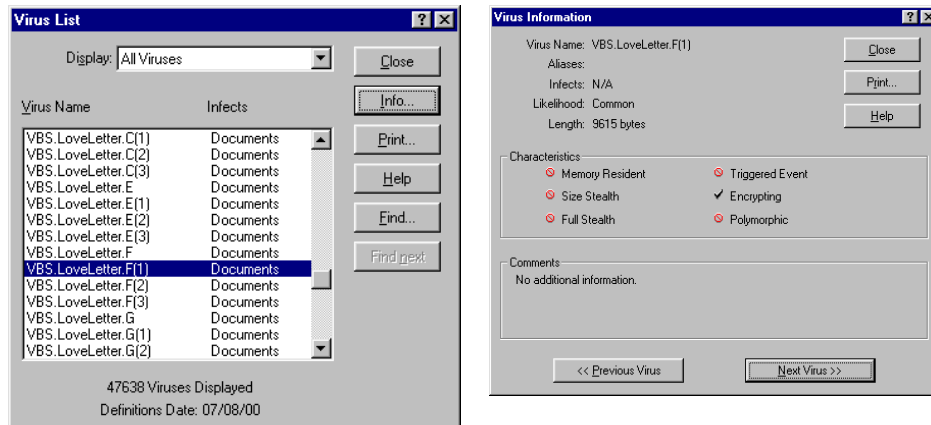 Virus List
Display: All Viruses
Close
Info...
Virus Name Infects
Print...
Help
Find...
Find next
VBS.LoveLetter.C(1) Documents
VBS.LoveLetter.C(2) Documents
VBS.LoveLetter.C(3) Documents
VBS.LoveLetter.E Documents
VBS.LoveLetter.E(1) Documents
VBS.LoveLetter.E(2) Documents
VBS.LoveLetter.E(3) Documents
VBS.LoveLetter.F Documents
VBS.LoveLetter.F(1) Documents
VBS.LoveLetter.F(2) Documents
VBS.LoveLetter.F(3) Documents
VBS.LoveLetter.G Documents
VBS.LoveLetter.G(1) Documents
VBS.LoveLetter.G(2) Documents
47638 Viruses Displayed
Definitions Date: 07/08/00
Virus Information
Virus Name: VBS.LoveLetter.F(1)
Aliases:
Infects: N/A
Likelihood: Common
Length: 9615 bytes
Close
Print...
Help
Characteristics
Memory Resident Triggered Event
Size Stealth Encrypting
Full Stealth Polymorphic
Comments
No additional information.
<< Previous Virus Next Virus >>